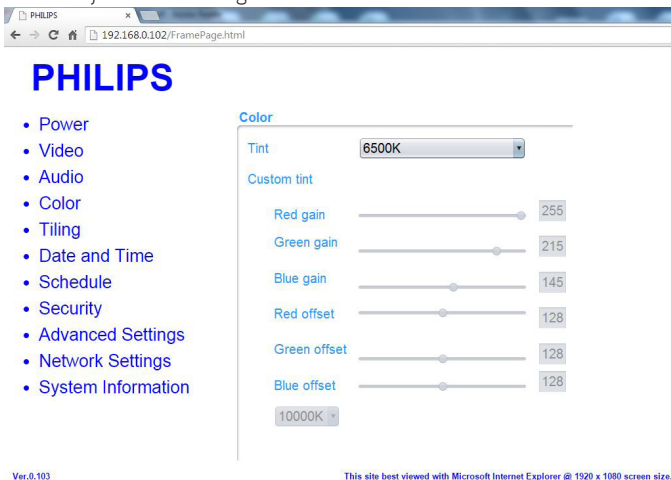 PHILIPS
192.168.0.102/FramePage.html
PHILIPS
• Power
• Video
• Audio
• Color
• Tiling
• Date and Time
• Schedule
• Security
• Advanced Settings
• Network Settings
• System Information
Color
Tint 6500K
Custom tint
Red gain 255
Green gain 215
Blue gain 145
Red offset 128
Green offset 128
Blue offset 128
10000K
Ver.0.103 This site best viewed with Microsoft Internet Explorer @ 1920 x 1080 screen size.